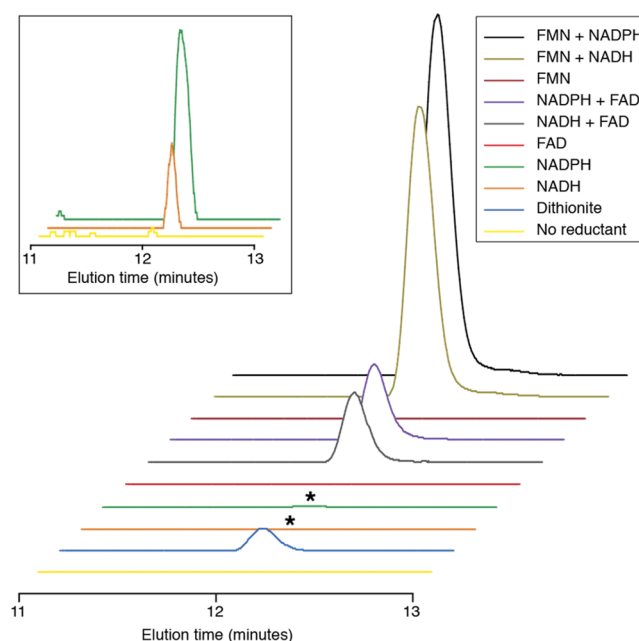 FMN + NADPH
FMN + NADH
FMN
NADPH + FAD
NADH + FAD
FAD
NADPH
NADH
Dithionite
No reductant
11 12 13
Elution time (minutes)
*
*
11 12 13
Elution time (minutes)